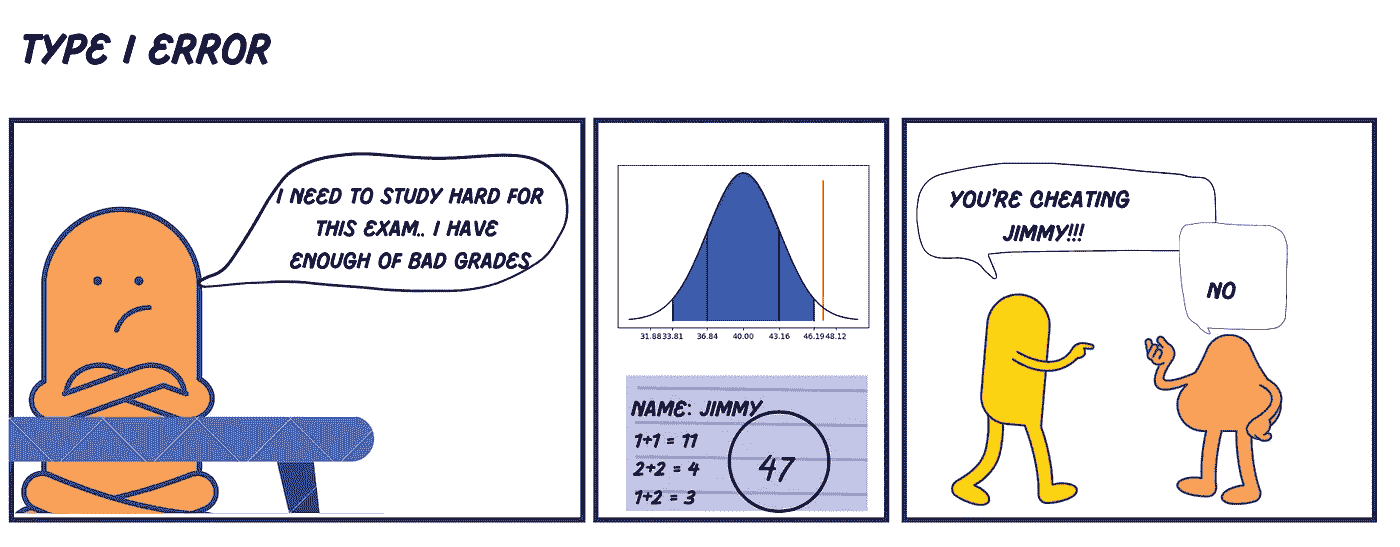 TYPE I ERROR
I NEED TO STUDY HARD FOR
THIS EXAM.. I HAVE
ENOUGH OF BAD GRADES
31.88 33.81 36.84 40.00 43.16 46.19 48.12
NAME: JIMMY
1+1 = 11
2+2 = 4
1+2 = 3
47
YOU'RE CHEATING
JIMMY!!!
NO